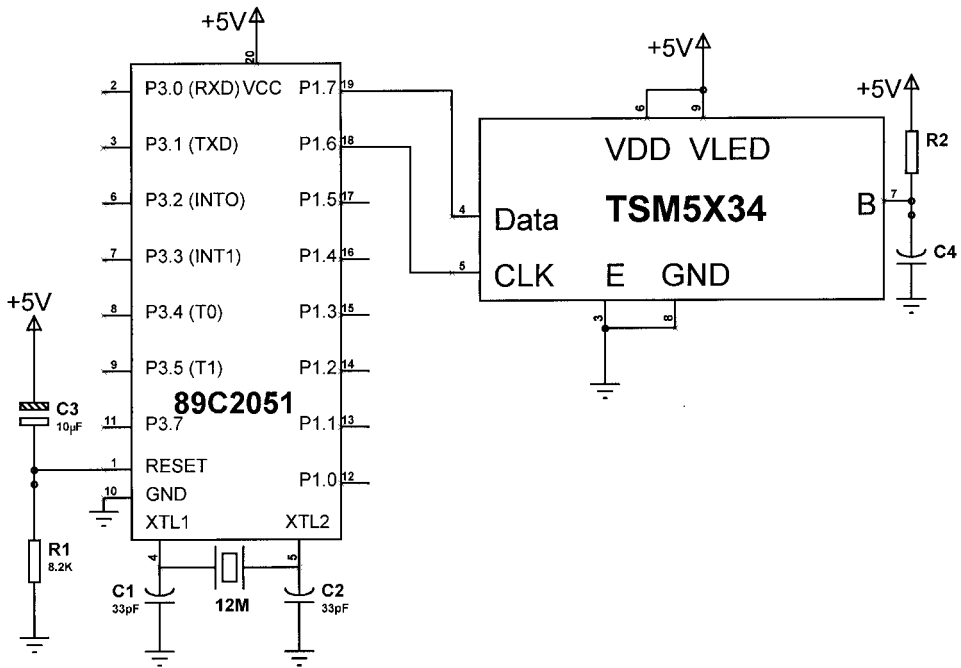 +5V
20
2 P3.0 (RXD) VCC P1.7 19
3 P3.1 (TXD) P1.6 18
6 P3.2 (INTO) P1.5 17
7 P3.3 (INT1) P1.4 16
8 P3.4 (T0) P1.3 15
9 P3.5 (T1) P1.2 14
89C2051
11 P3.7 P1.1 13
1 RESET
P1.0 12
10 GND
XTL1 XTL2
4 5
C1
33pF
12M
C2
33pF
+5V
C3
10µF
R1
8.2K
+5V
6 9
VDD VLED
TSM5X34
4 Data
B 7
5 CLK E GND
3 8
+5V
R2
C4